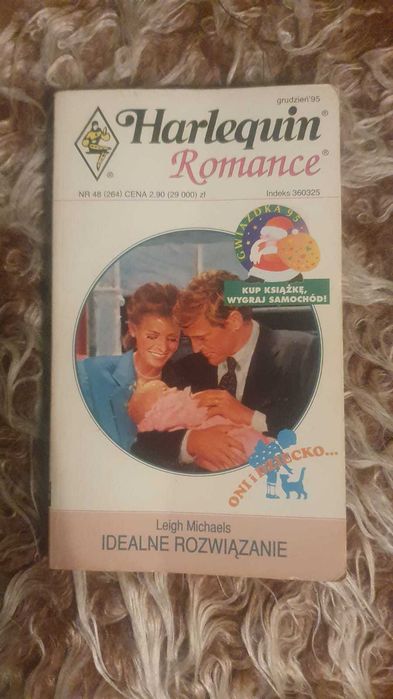 grudzień'95
Harlequin®
Romance®
®
NR 48 (264) CENA 2,90 (29 000) zł
Indeks 360325
GWIAZDKA 95
KUP KSIĄŻKĘ,
WYGRAJ SAMOCHÓD!
ONI i DZIECKO...
Leigh Michaels
IDEALNE ROZWIĄZANIE